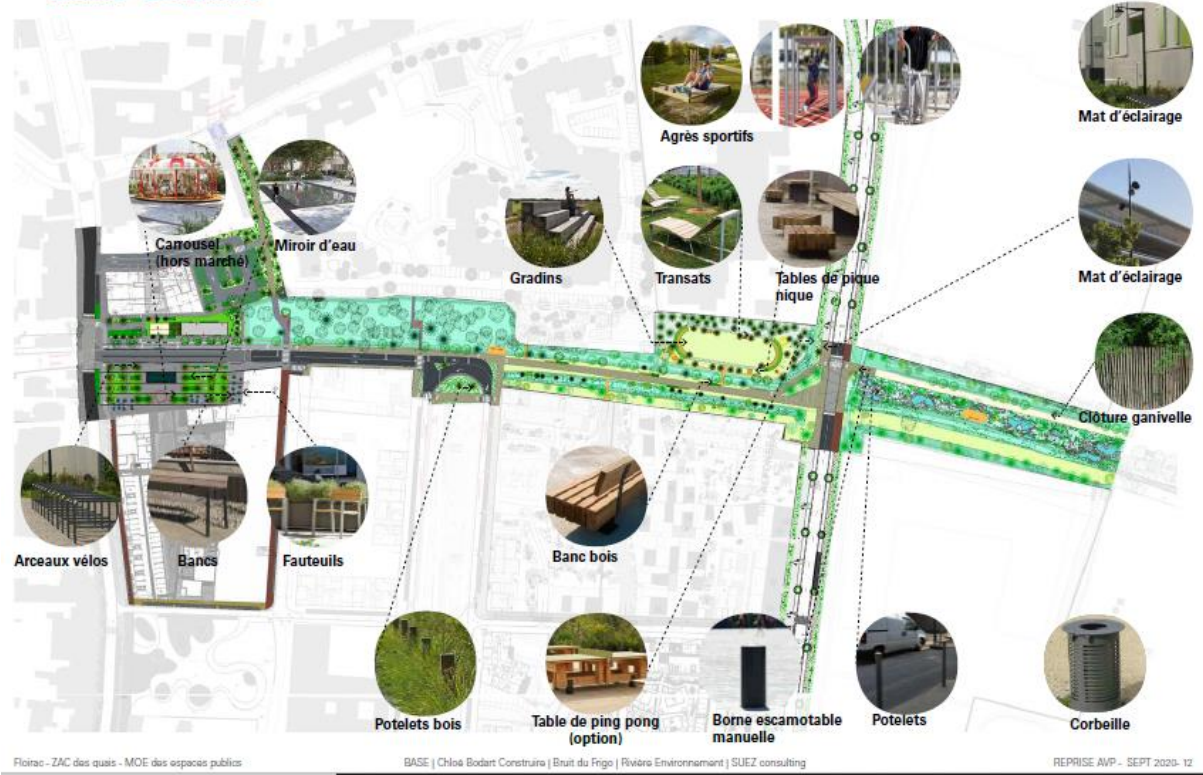 Agrès sportifs
Mat d'éclairage
Carrousel
(hors marché)
Miroir d'eau
Gradins
Transats
Tables de pique
nique
Mat d'éclairage
Clôture ganivelle
Arceaux vélos
Bancs
Fauteuils
Banc bois
Potelets bois
Table de ping pong
(option)
Borne escamotable
manuelle
Potelets
Corbeille
Floirac - ZAC des quais - MOE des espaces publics
BASE | Chloé Bodart Construire | Bruit du Frigo | Rivière Environnement | SUEZ consulting
REPRISE AVP - SEPT 2020- 12